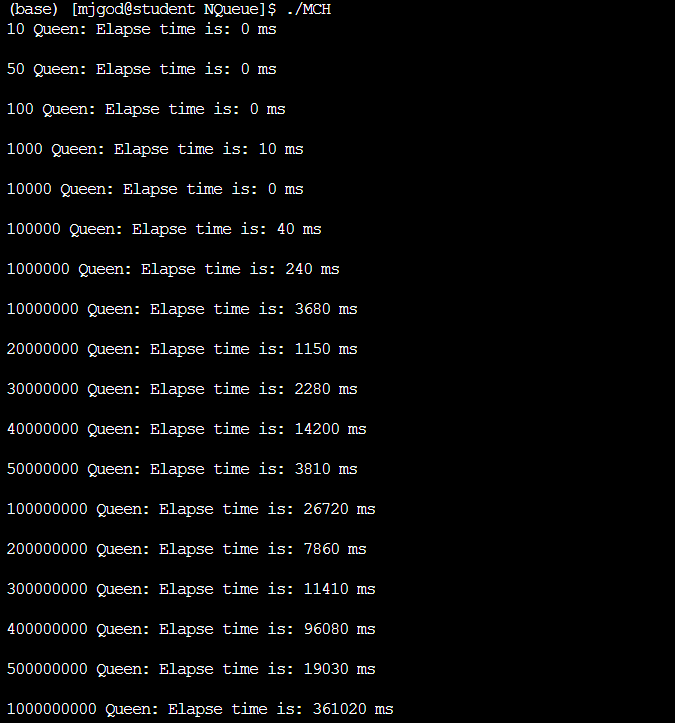 (base) [mjgod@student NQueue]$ ./MCH
10 Queen: Elapse time is: 0 ms
50 Queen: Elapse time is: 0 ms
100 Queen: Elapse time is: 0 ms
1000 Queen: Elapse time is: 10 ms
10000 Queen: Elapse time is: 0 ms
100000 Queen: Elapse time is: 40 ms
1000000 Queen: Elapse time is: 240 ms
10000000 Queen: Elapse time is: 3680 ms
20000000 Queen: Elapse time is: 1150 ms
30000000 Queen: Elapse time is: 2280 ms
40000000 Queen: Elapse time is: 14200 ms
50000000 Queen: Elapse time is: 3810 ms
100000000 Queen: Elapse time is: 26720 ms
200000000 Queen: Elapse time is: 7860 ms
300000000 Queen: Elapse time is: 11410 ms
400000000 Queen: Elapse time is: 96080 ms
500000000 Queen: Elapse time is: 19030 ms
1000000000 Queen: Elapse time is: 361020 ms